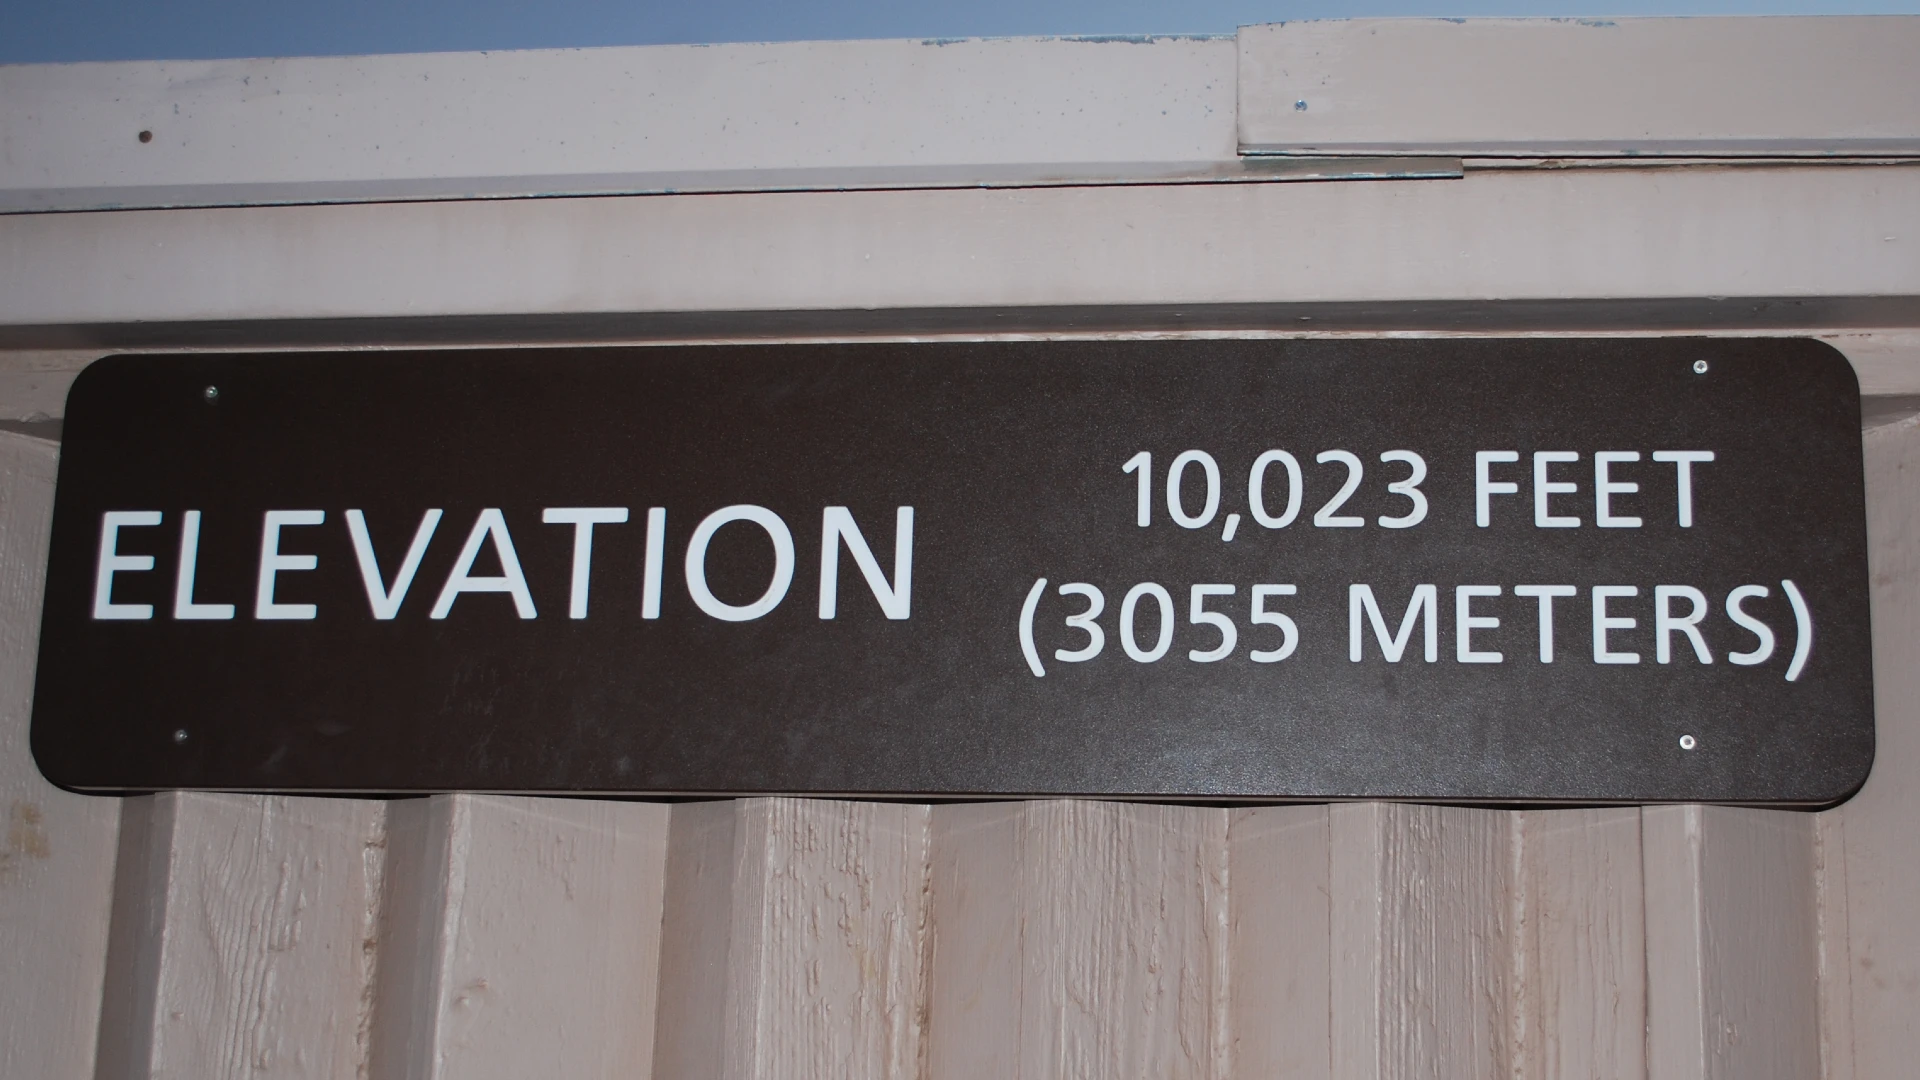 ELEVATION
10,023 FEET
(3055 METERS)